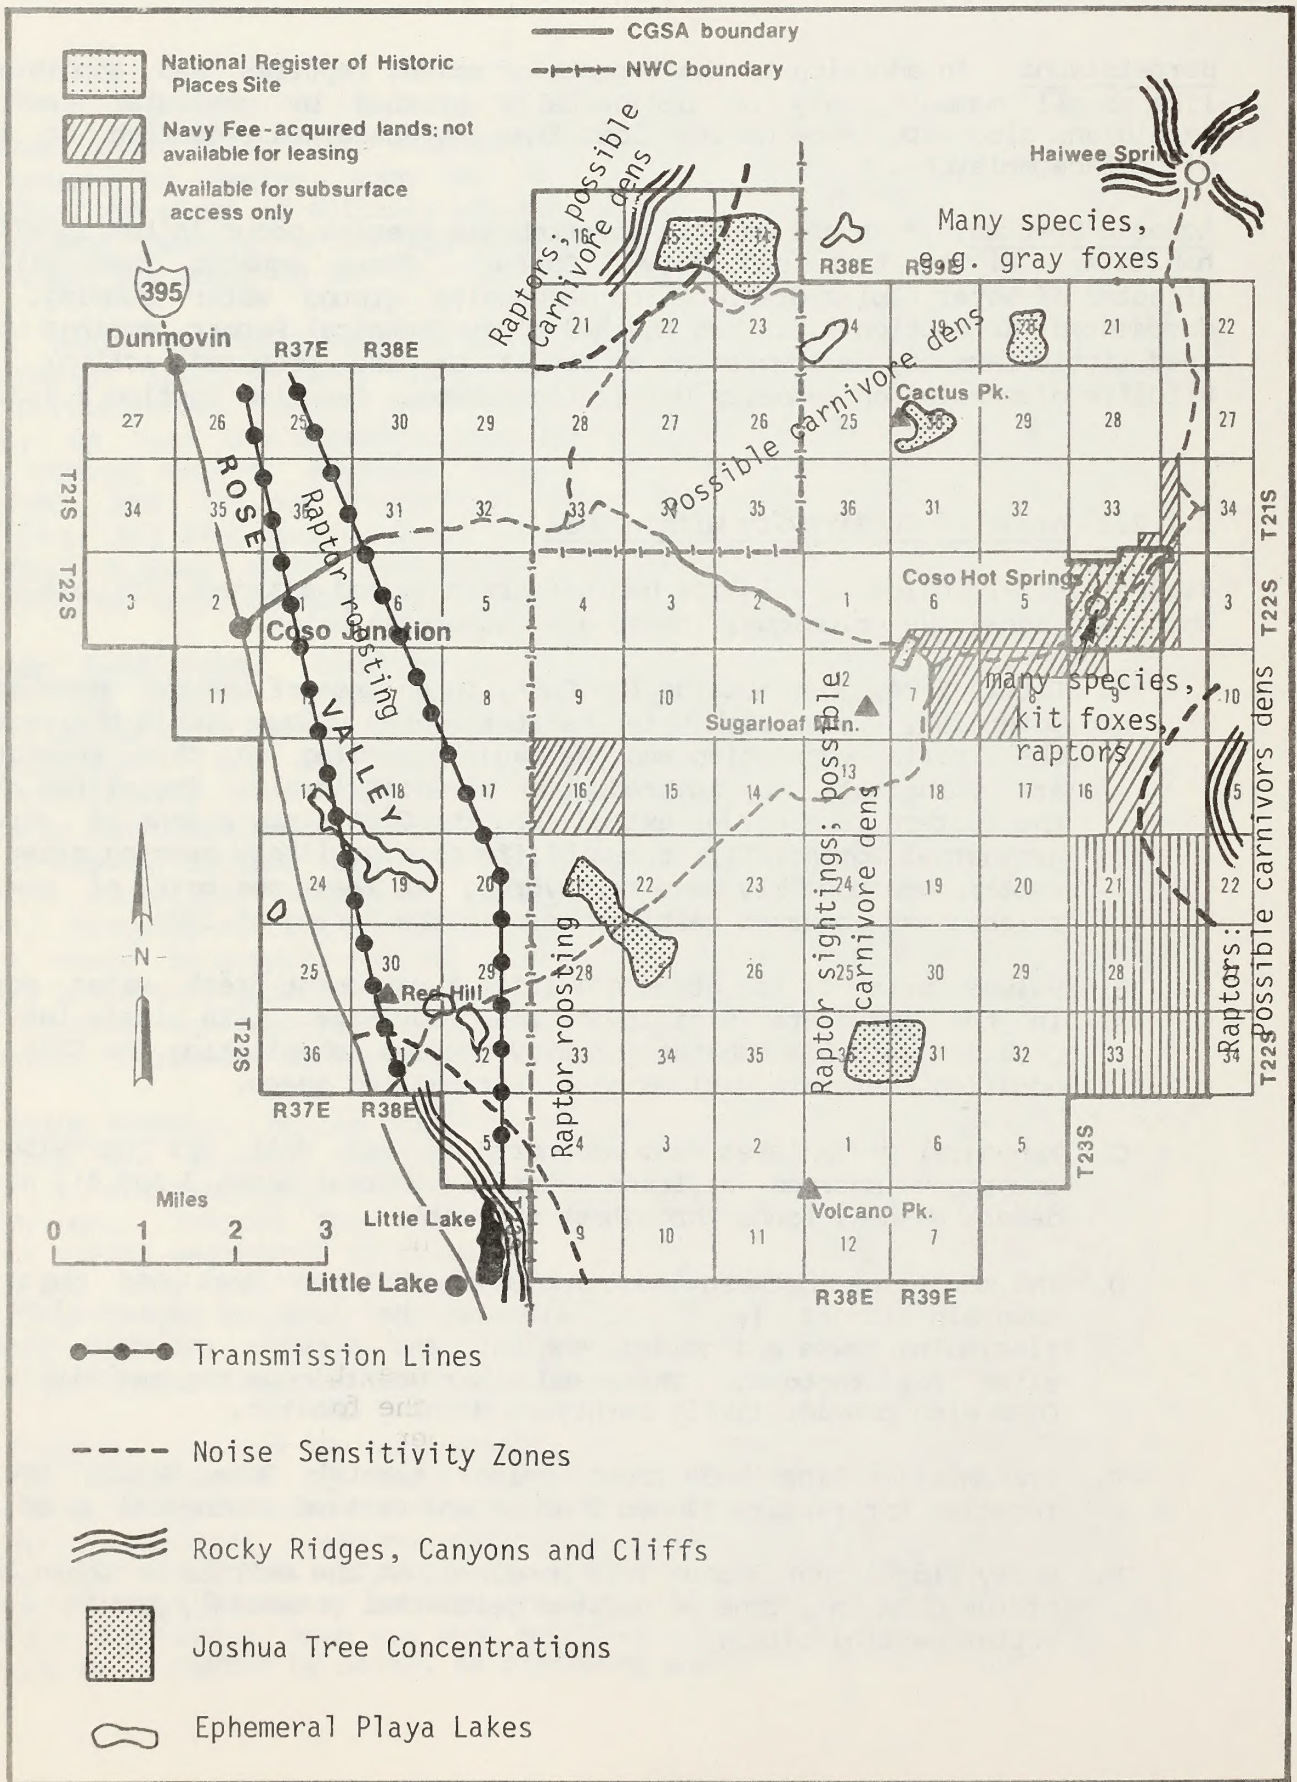 CGSA boundary
NWC boundary
National Register of Historic
Places Site
Navy Fee-acquired lands; not
available for leasing
Available for subsurface
access only
395
Haiwee Spring
Many species,
e.g. gray foxes
Raptors; possible
Carnivore dens
16 15 14
R38E R39E
21 22 23 24 19 20 21 22
Dunmovin
R37E R38E
Possible carnivore dens
Cactus Pk.
27 26 25 30 29 28 27 26 25 30 29 28 27
T21S
34 35 36 31 32 33 34 35 36 31 32 33 34
T21S
ROSE
VALLEY
Raptor roosting
T22S
3 2 1 6 5 4 3 2 1 6 5 3
T22S
Coso Hot Springs
Coso Junction
11 7 8 9 10 11 12 7 8 9 10
Sugarloaf Mtn.
many species,
kit foxes,
raptors
13 18 17 16 15 14 13 18 17 16 15
24 19 20 21 22 23 24 19 20 21 22
25 30 29 28 26 25 30 29 28
Red Hill
Raptor roosting
Raptor sightings; possible
carnivore dens
Raptors:
Possible carnivors dens
T22S
36 31 32 33 34 35 36 31 32 33 34
T22S
R37E R38E
5 4 3 2 1 6 5
T23S
Volcano Pk.
9 10 11 12 7
Little Lake
Little Lake
R38E R39E
Miles
0 1 2 3
N
Transmission Lines
Noise Sensitivity Zones
Rocky Ridges, Canyons and Cliffs
Joshua Tree Concentrations
Ephemeral Playa Lakes